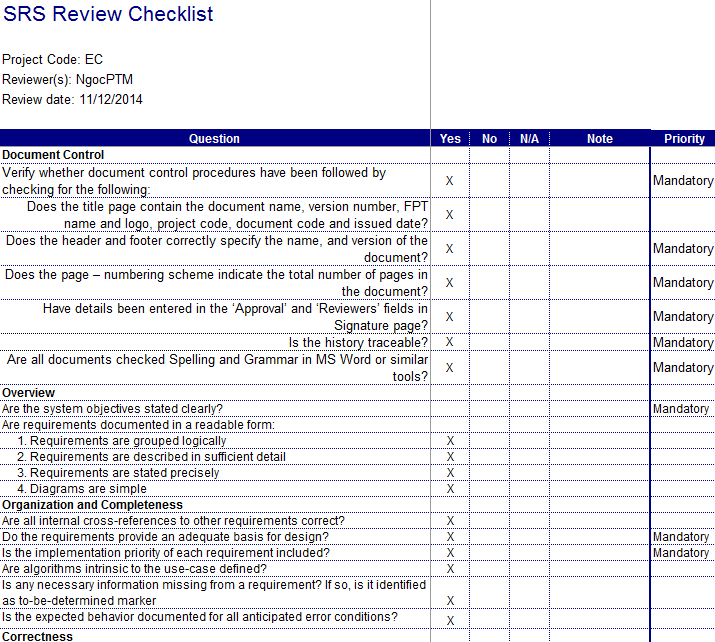 SRS Review Checklist
Project Code: EC
Reviewer(s): NgocPTM
Review date: 11/12/2014
Question Yes No N/A Note Priority
Document Control
Verify whether document control procedures have been followed by
checking for the following: X Mandatory
Does the title page contain the document name, version number, FPT
name and logo, project code, document code and issued date? X
Does the header and footer correctly specify the name, and version of the
document? X Mandatory
Does the page – numbering scheme indicate the total number of pages in
the document? X Mandatory
Have details been entered in the ‘Approval’ and ‘Reviewers’ fields in
Signature page? X Mandatory
Is the history traceable? X Mandatory
Are all documents checked Spelling and Grammar in MS Word or similar
tools? X Mandatory
Overview
Are the system objectives stated clearly? Mandatory
Are requirements documented in a readable form:
1. Requirements are grouped logically X
2. Requirements are described in sufficient detail X
3. Requirements are stated precisely X
4. Diagrams are simple X
Organization and Completeness
Are all internal cross-references to other requirements correct? X
Do the requirements provide an adequate basis for design? X Mandatory
Is the implementation priority of each requirement included? X Mandatory
Are algorithms intrinsic to the use-case defined? X
Is any necessary information missing from a requirement? If so, is it identified
as to-be-determined marker X
Is the expected behavior documented for all anticipated error conditions? X
Correctness